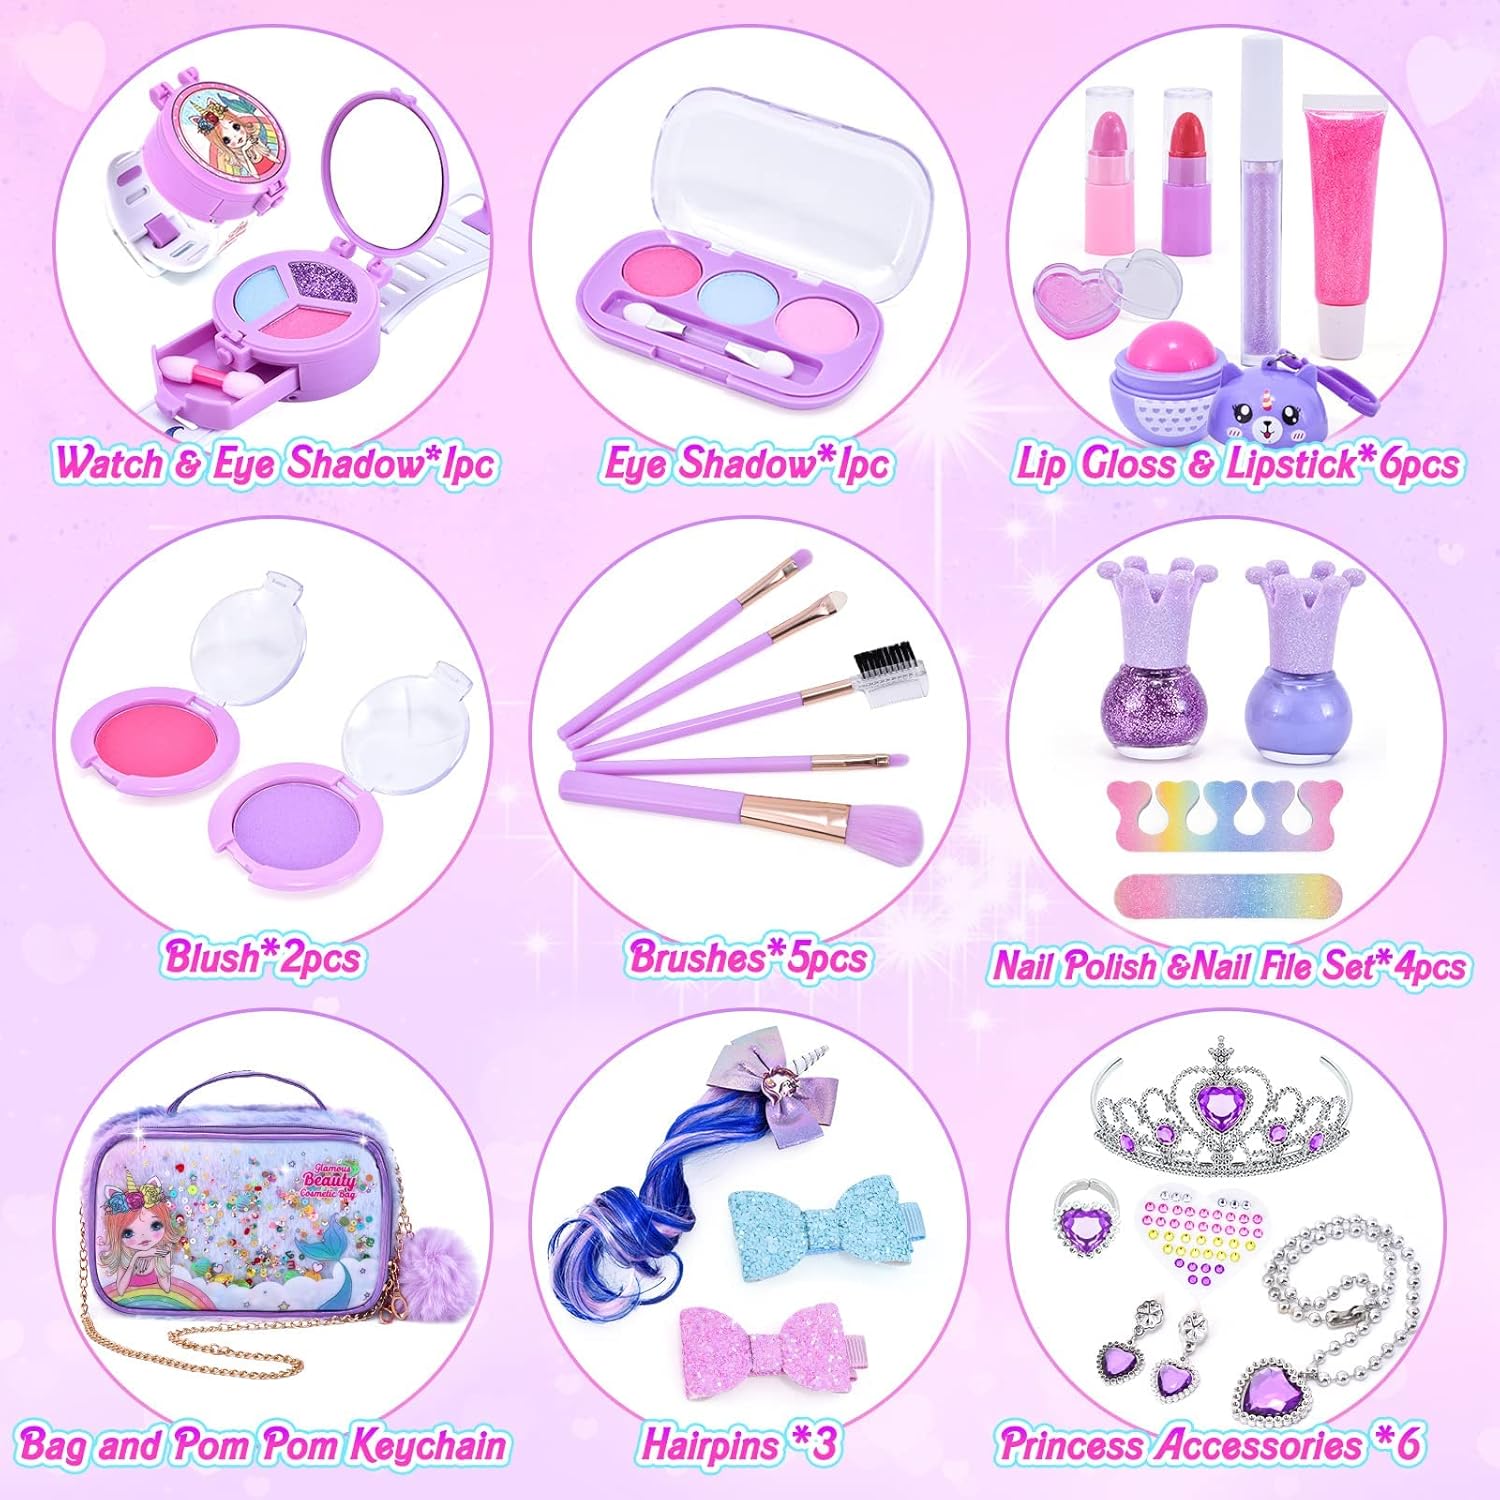 Watch & Eye Shadow*1pc
Eye Shadow*1pc
Lip Gloss & Lipstick*6pcs
Blush*2pcs
Brushes*5pcs
Nail Polish &Nail File Set*4pcs
Glamous
Beauty
Cosmetic Bag
Bag and Pom Pom Keychain
Hairpins *3
Princess Accessories *6